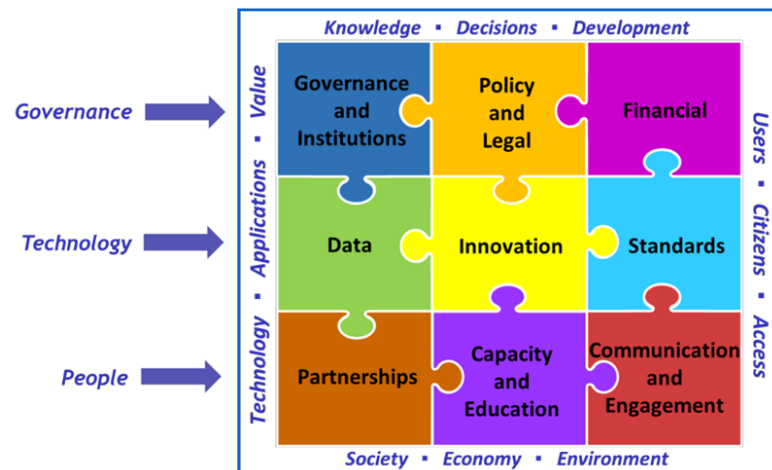 Knowledge ▪ Decisions ▪ Development
Governance
Governance
and
Institutions
Policy
and
Legal
Financial
Technology
Data
Innovation
Standards
People
Partnerships
Capacity
and
Education
Communication
and
Engagement
Technology ▪ Applications ▪ Value
Users ▪ Citizens ▪ Access
Society ▪ Economy ▪ Environment